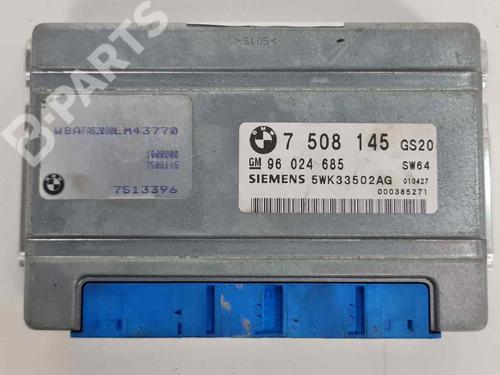 >S105<
B-PARTS
WBAFA52080LM43770
1000000
7508145
7513396
BMW 7 508 145 GS20
GM 96 024 685 SW64
SIEMENS 5WK33502AG 010427
000385271